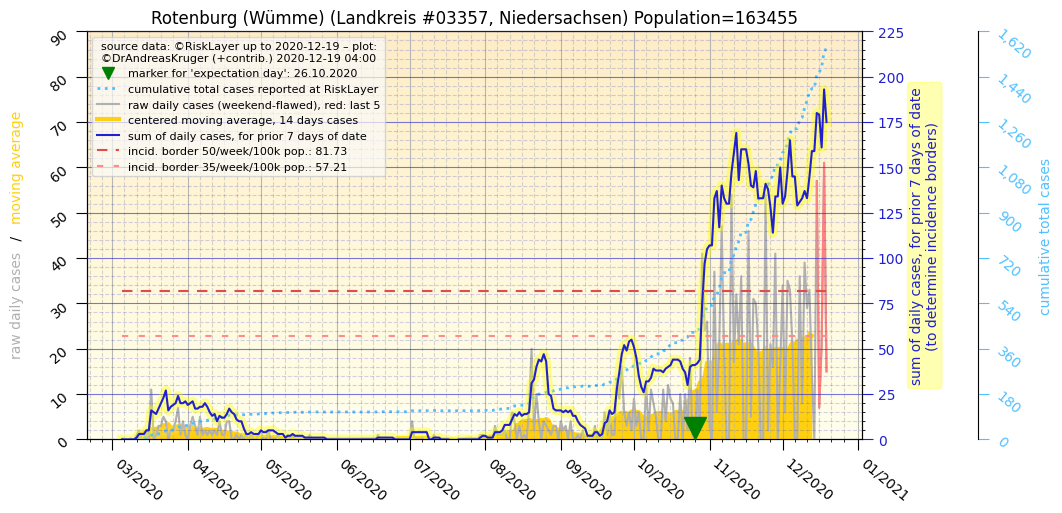 Rotenburg (Wümme) (Landkreis #03357, Niedersachsen) Population=163455
source data: ©RiskLayer up to 2020-12-19 – plot:
©DrAndreasKruger (+contrib.) 2020-12-19 04:00
marker for 'expectation day': 26.10.2020
cumulative total cases reported at RiskLayer
raw daily cases (weekend-flawed), red: last 5
centered moving average, 14 days cases
sum of daily cases, for prior 7 days of date
incid. border 50/week/100k pop.: 81.73
incid. border 35/week/100k pop.: 57.21
raw daily cases / moving average
90
80
70
60
50
40
30
20
10
0
03/2020
04/2020
05/2020
06/2020
07/2020
08/2020
09/2020
10/2020
11/2020
12/2020
01/2021
225
200
175
150
125
100
75
50
25
0
sum of daily cases, for prior 7 days of date
(to determine incidence borders)
1,620
1,440
1,260
1,080
900
720
540
360
180
0
cumulative total cases